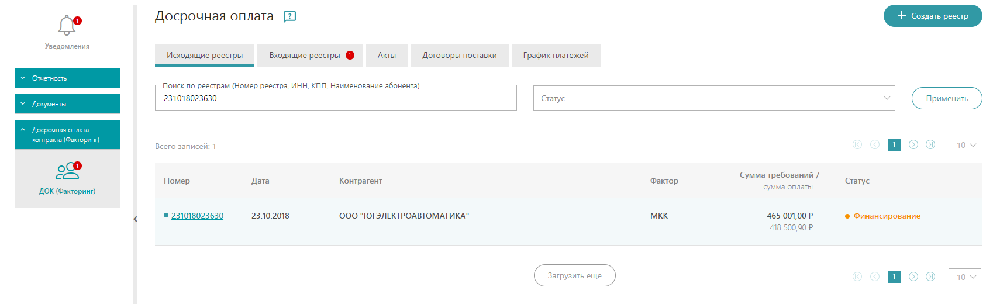 1
Уведомления
Отчетность
Документы
Досрочная оплата
контракта (Факторинг)
1
ДОК (Факторинг)
Досрочная оплата ?
Создать реестр
Исходящие реестры
Входящие реестры 1
Акты
Договоры поставки
График платежей
Поиск по реестрам (Номер реестра, ИНН, КПП, Наименование абонента)
231018023630
Статус
Применить
Всего записей: 1
1
10
Номер
Дата
Контрагент
Фактор
Сумма требований /
сумма оплаты
Статус
231018023630
23.10.2018
ООО "ЮГЭЛЕКТРОАВТОМАТИКА"
МКК
465 001,00 ₽
418 500,90 ₽
Финансирование
Загрузить еще
1
10